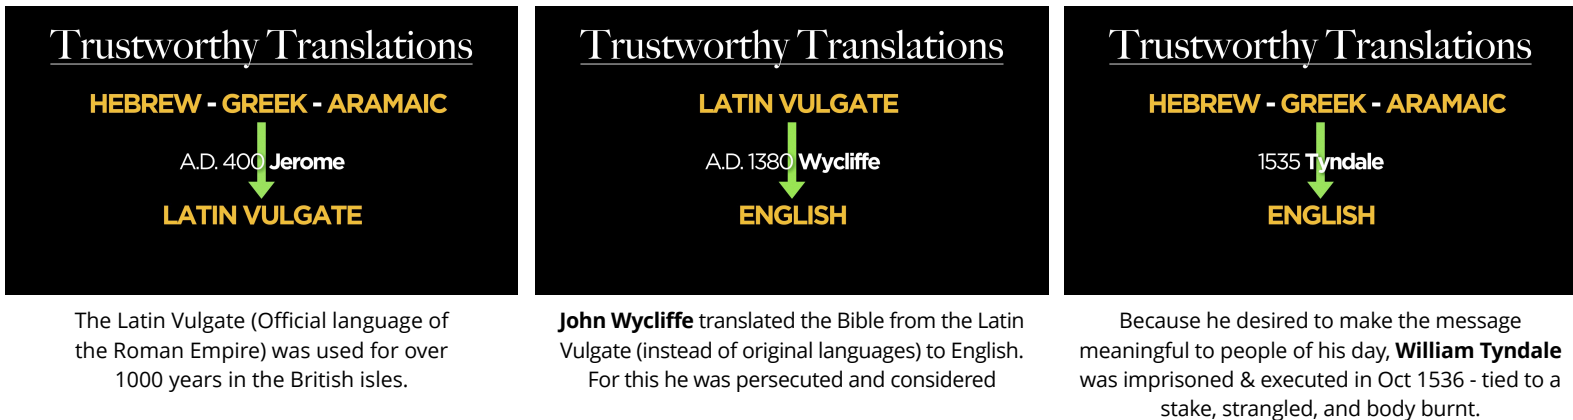 Trustworthy Translations
HEBREW - GREEK - ARAMAIC
A.D. 400 Jerome
LATIN VULGATE
The Latin Vulgate (Official language of
the Roman Empire) was used for over
1000 years in the British isles.
Trustworthy Translations
LATIN VULGATE
A.D. 1380 Wycliffe
ENGLISH
John Wycliffe translated the Bible from the Latin
Vulgate (instead of original languages) to English.
For this he was persecuted and considered
Trustworthy Translations
HEBREW - GREEK - ARAMAIC
1535 Tyndale
ENGLISH
Because he desired to make the message
meaningful to people of his day, William Tyndale
was imprisoned & executed in Oct 1536 - tied to a
stake, strangled, and body burnt.